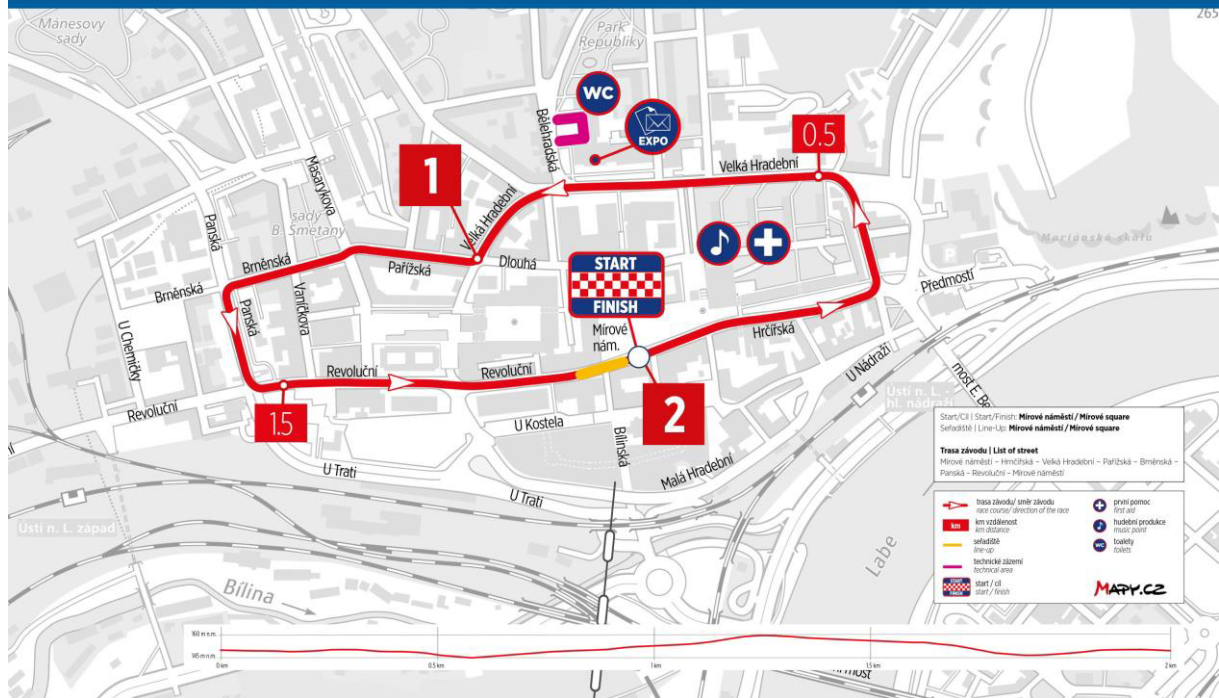 265
Mánesovy
sady
Park
Republiky
WC
EXPO
Bělehradská
0.5
Velká Hradební
Masarykova
1
Velká Hradební
sady
B. Smetany
Panská
Brněnská
Pařížská
Dlouhá
START
FINISH
Mariánská skála
P
Předmostí
Brněnská
Panská
Vaníčkova
U Chemičky
Mírové
nám.
Hrčířská
U Nádraží
Revoluční
Revoluční
Revoluční
1.5
2
U Kostela
Bílinská
Malá Hradební
U Trati
U Trati
Ústí n. L. -
hl. nádraží
most E. Be
Ústí n. L. západ
Bílina
Labe
Start/Cíl | Start/Finish: Mírové náměstí / Mírové square
Seřadiště | Line-Up: Mírové náměstí / Mírové square
Trasa závodu | List of street
Mírové náměstí – Hrnčířská – Velká Hradební – Pařížská – Brněnská –
Panská – Revoluční – Mírové náměstí
trasa závodu/ směr závodu
race course/ direction of the race
km
km vzdálenost
km distance
seřadiště
line-up
technické zázemí
technical area
START
FINISH
start / cíl
start / finish
první pomoc
first aid
hudební produkce
music point
WC
toalety
toilets
MAPY.CZ
160 m n.m.
145 m n.m.
0 km
0.5 km
1 km
1.5 km
2 km
most